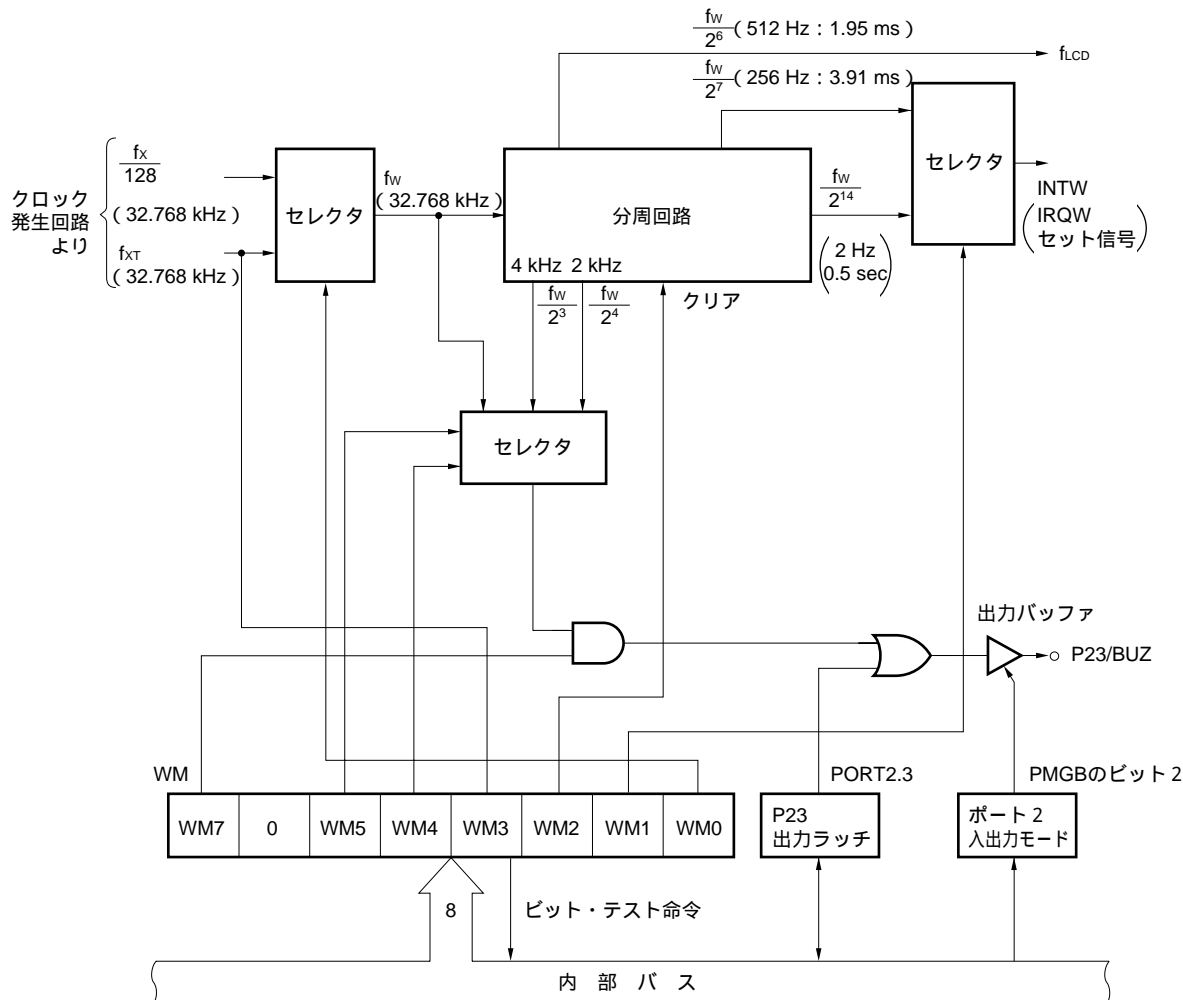 fW/2^6 ( 512 Hz : 1.95 ms )
fLCD
fW/2^7 ( 256 Hz : 3.91 ms )
クロック
発生回路
より
fX/128
( 32.768 kHz )
fXT
( 32.768 kHz )
セレクタ
fW
( 32.768 kHz )
分周回路
4 kHz 2 kHz
fW/2^3
fW/2^4
クリア
fW/2^14
( 2 Hz
0.5 sec )
セレクタ
INTW
( IRQW
セット信号 )
セレクタ
出力バッファ
P23/BUZ
WM
PORT2.3
PMGBのビット 2
WM7 0 WM5 WM4 WM3 WM2 WM1 WM0
P23
出力ラッチ
ポート 2
入出力モード
8
ビット・テスト命令
内 部 バ ス